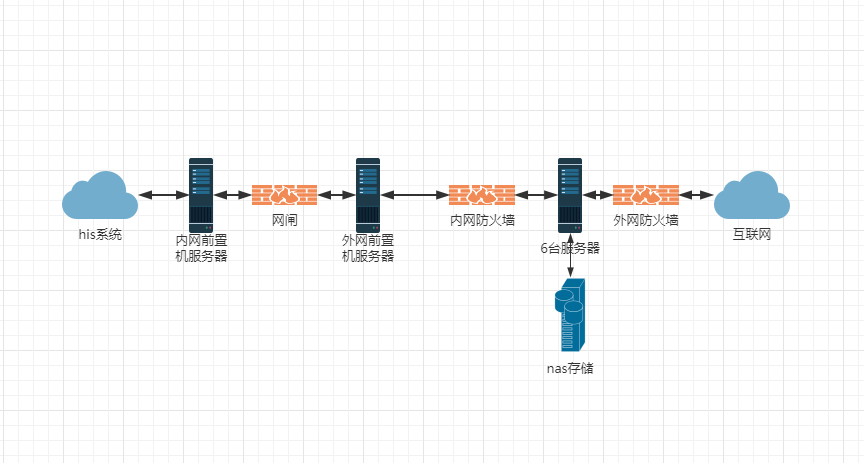 his系统
内网前置
机服务器
网闸
外网前置
机服务器
内网防火墙
6台服务器
外网防火墙
互联网
nas存储